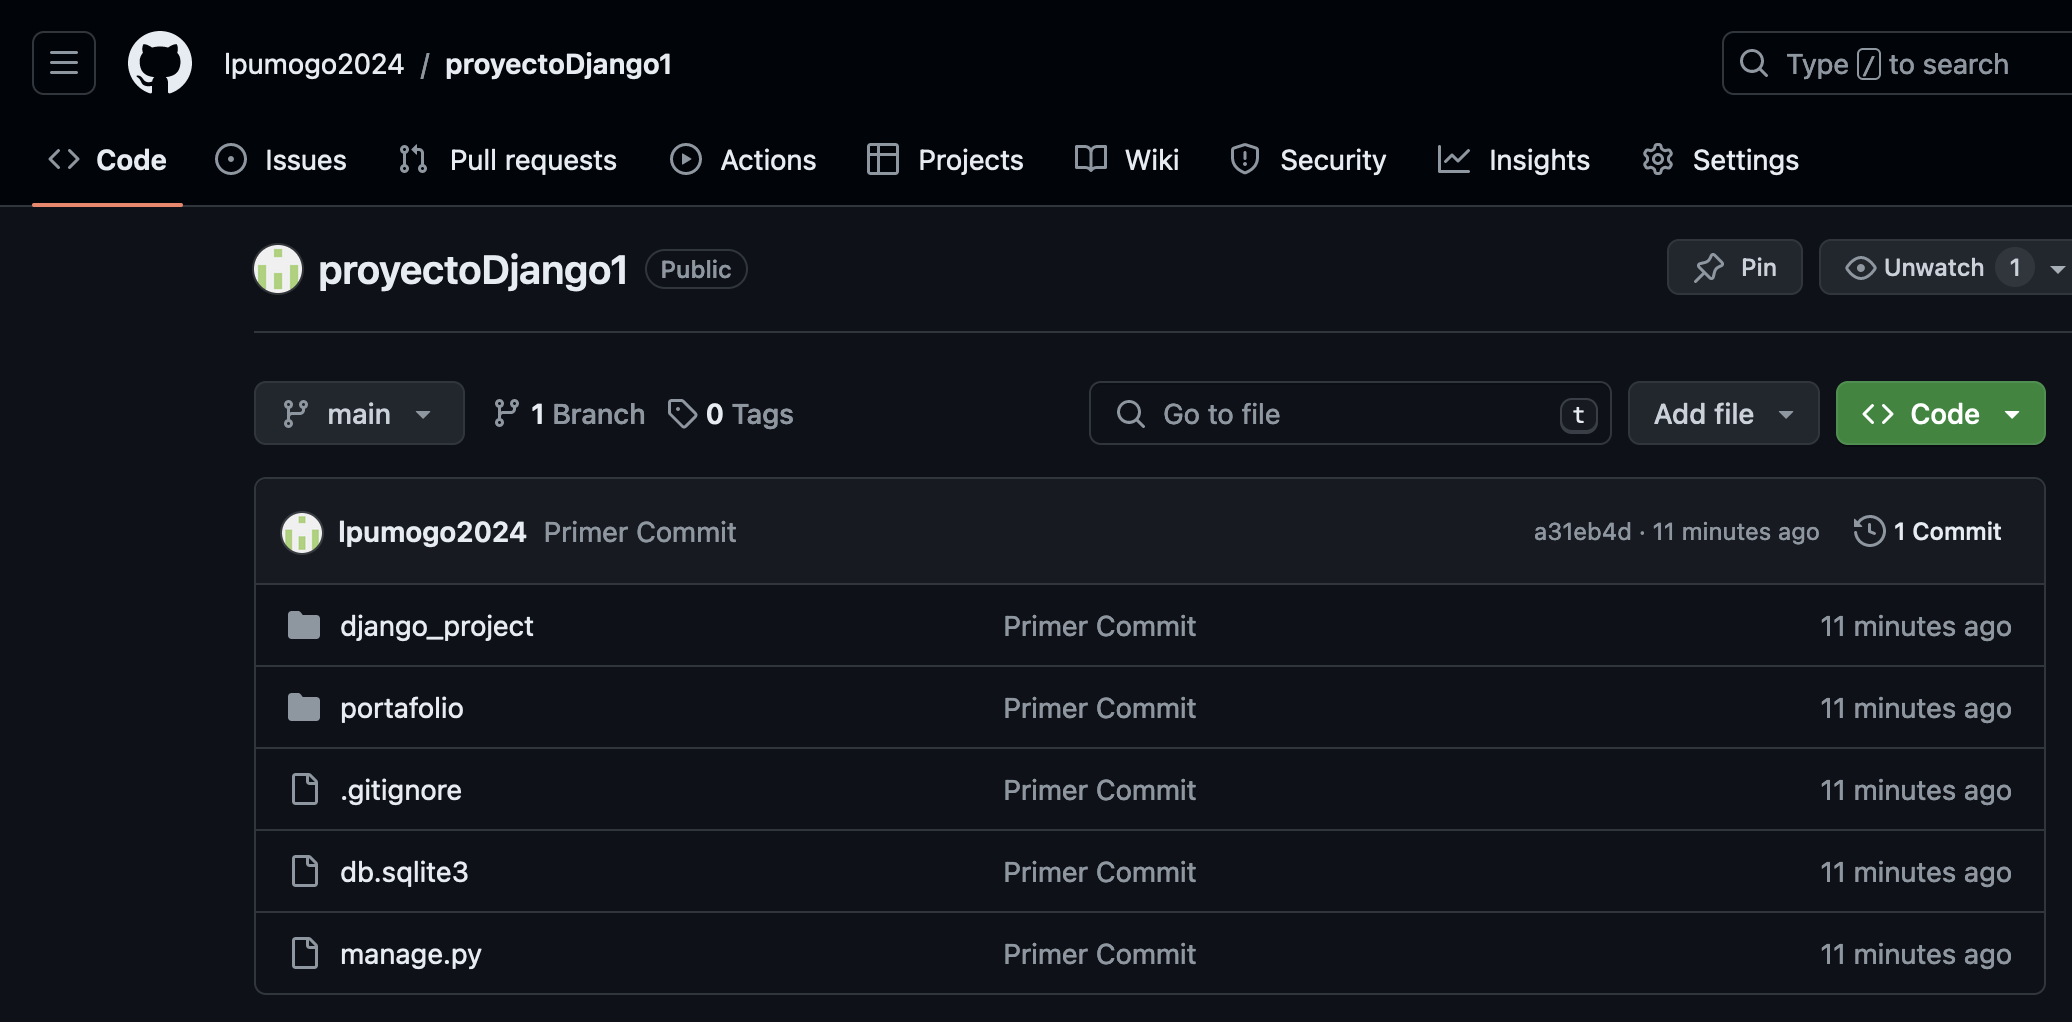 lpumogo2024 / proyectoDjango1
Type / to search
Code Issues Pull requests Actions Projects Wiki Security Insights Settings
proyectoDjango1 Public
Pin Unwatch 1
main 1 Branch 0 Tags
Go to file t Add file Code
lpumogo2024 Primer Commit a31eb4d · 11 minutes ago 1 Commit
django_project Primer Commit 11 minutes ago
portafolio Primer Commit 11 minutes ago
.gitignore Primer Commit 11 minutes ago
db.sqlite3 Primer Commit 11 minutes ago
manage.py Primer Commit 11 minutes ago